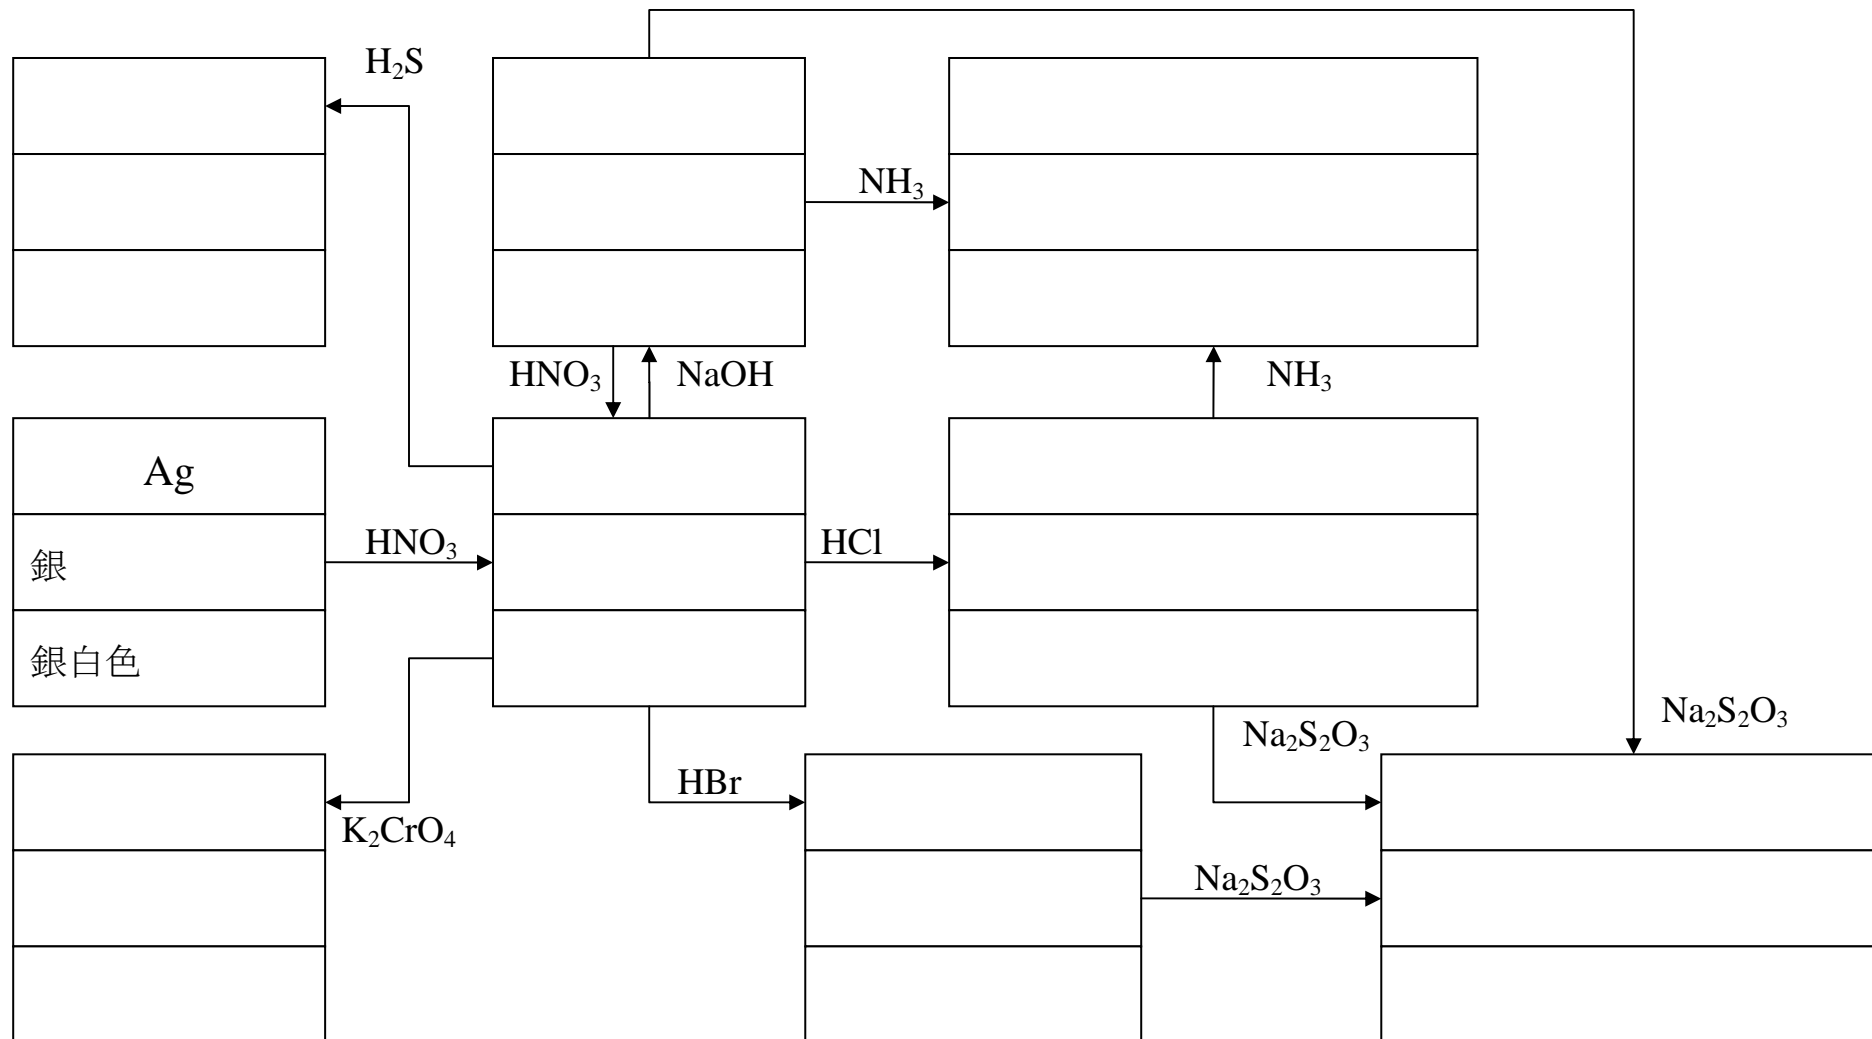 H₂S
NH₃
HNO₃
NaOH
NH₃
Ag
銀
銀白色
HNO₃
HCl
Na₂S₂O₃
Na₂S₂O₃
HBr
K₂CrO₄
Na₂S₂O₃